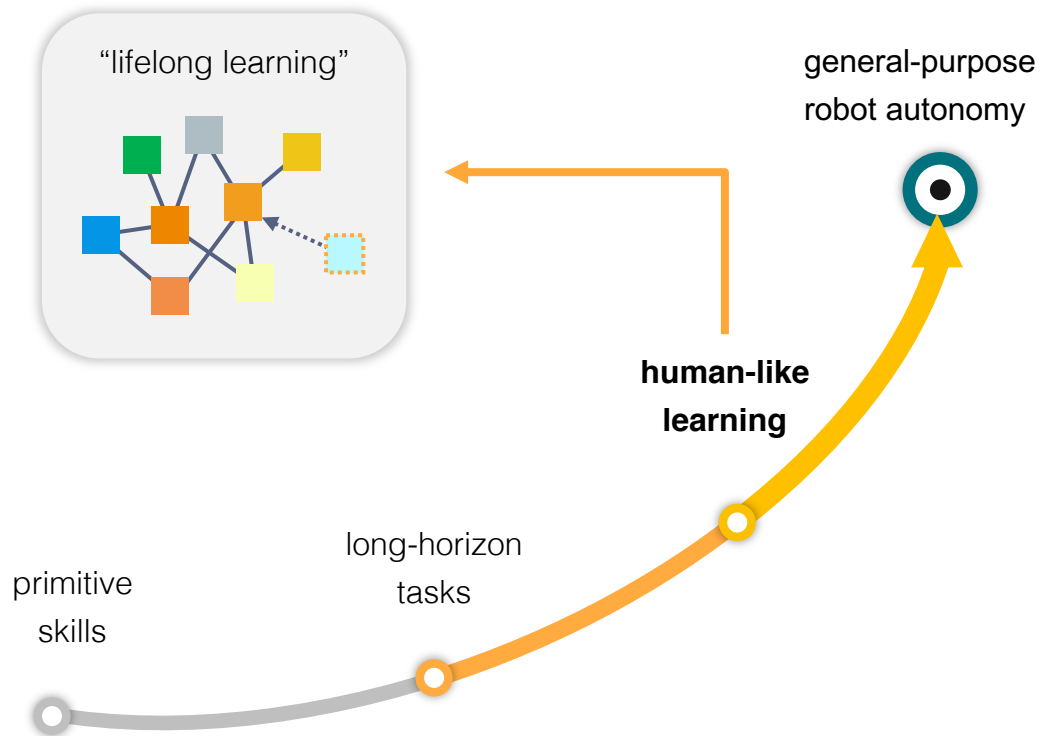 “lifelong learning”
general-purpose
robot autonomy
human-like
learning
long-horizon
tasks
primitive
skills